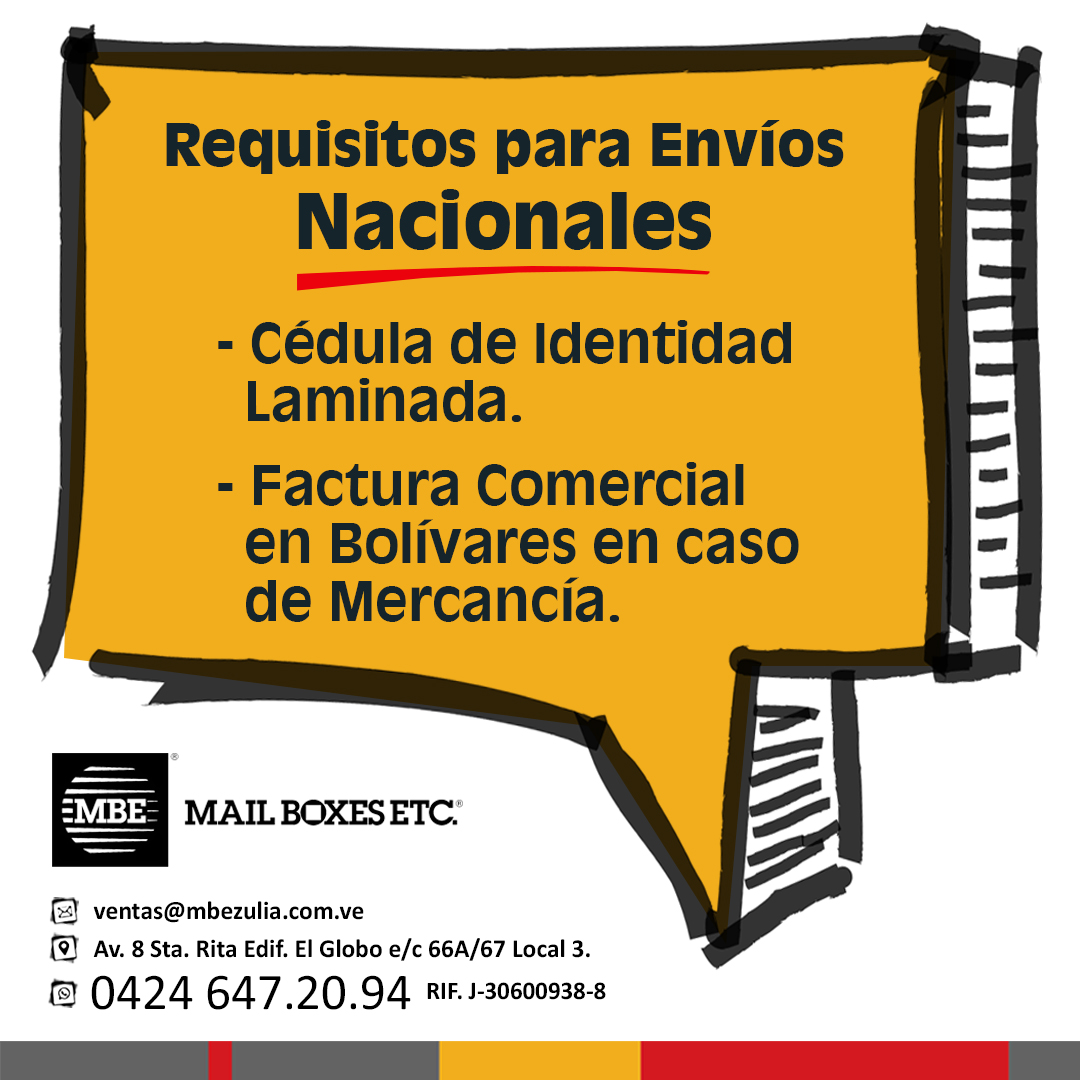 Requisitos para Envíos
Nacionales
- Cédula de Identidad
Laminada.
- Factura Comercial
en Bolívares en caso
de Mercancía.
MBE® MAIL BOXES ETC.®
ventas@mbezulia.com.ve
Av. 8 Sta. Rita Edif. El Globo e/c 66A/67 Local 3.
0424 647.20.94 RIF. J-30600938-8